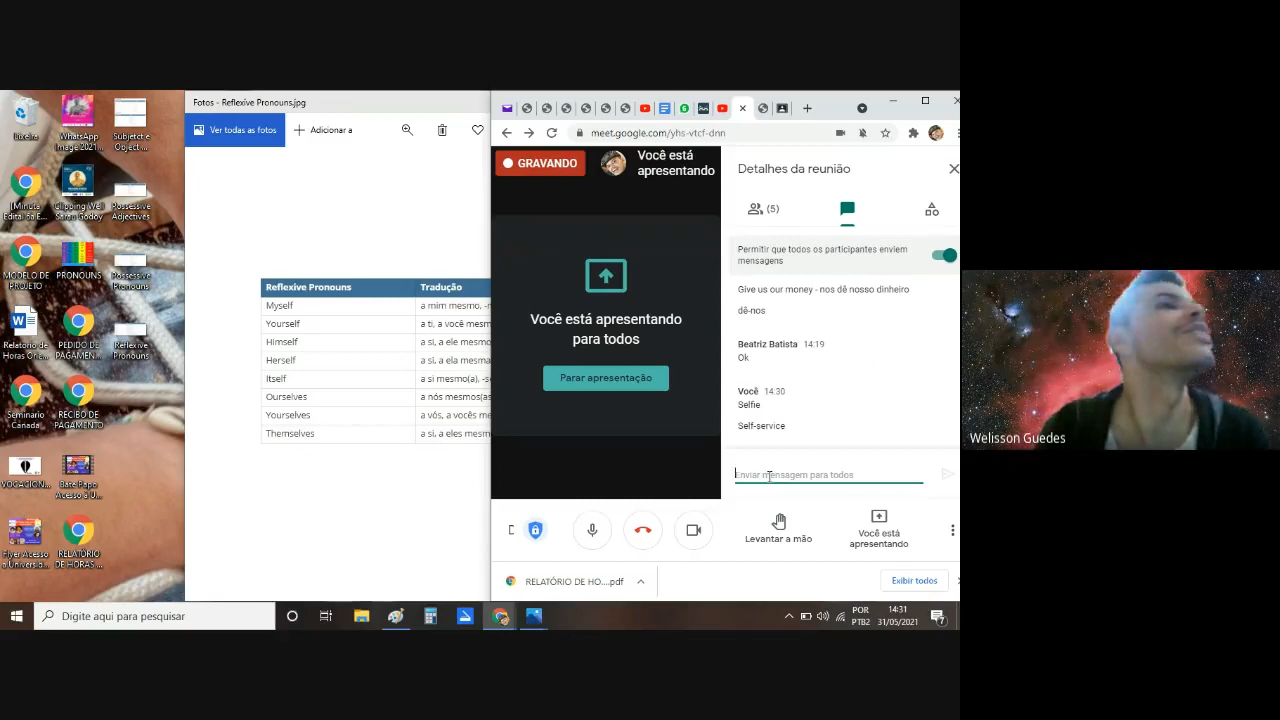 Lixeira
WhatsApp Image 2021...
Subjetct e Object ...
(Minuta Edital 6a E...
Clipping Well Sarau Godoy
Possessive Adjectives
MODELO DE PROJETO
PRONOUNS
Possessive Pronouns
Relatorio de Horas On e...
PEDIDO DE PAGAMEN...
Reflexive Pronouns
Seminario Canada
RECIBO DE PAGAMENTO
VOCACION...
Bate Papo Acesso à U...
Flyer Acesso a Universi...
RELATÓRIO DE HORAS ...
Fotos - Reflexive Pronouns.jpg
Ver todas as fotos
Adicionar a
Reflexive Pronouns Tradução
Myself a mim mesmo, -m
Yourself a ti, a você mesm
Himself a si, a ele mesmo
Herself a si, a ela mesma
Itself a si mesmo(a), -s
Ourselves a nós mesmos(as
Yourselves a vós, a vocês me
Themselves a si, a eles mesm
meet.google.com/yhs-vtcf-dnn
GRAVANDO
Você está
apresentando
Você está apresentando
para todos
Parar apresentação
Detalhes da reunião
(5)
Permitir que todos os participantes enviem
mensagens
Give us our money - nos dê nosso dinheiro
dê-nos
Beatriz Batista 14:19
Ok
Você 14:30
Selfie
Self-service
Enviar mensagem para todos
Levantar a mão
Você está
apresentando
RELATÓRIO DE HO....pdf
Exibir todos
Digite aqui para pesquisar
POR
PTB2
14:31
31/05/2021
7
Welisson Guedes